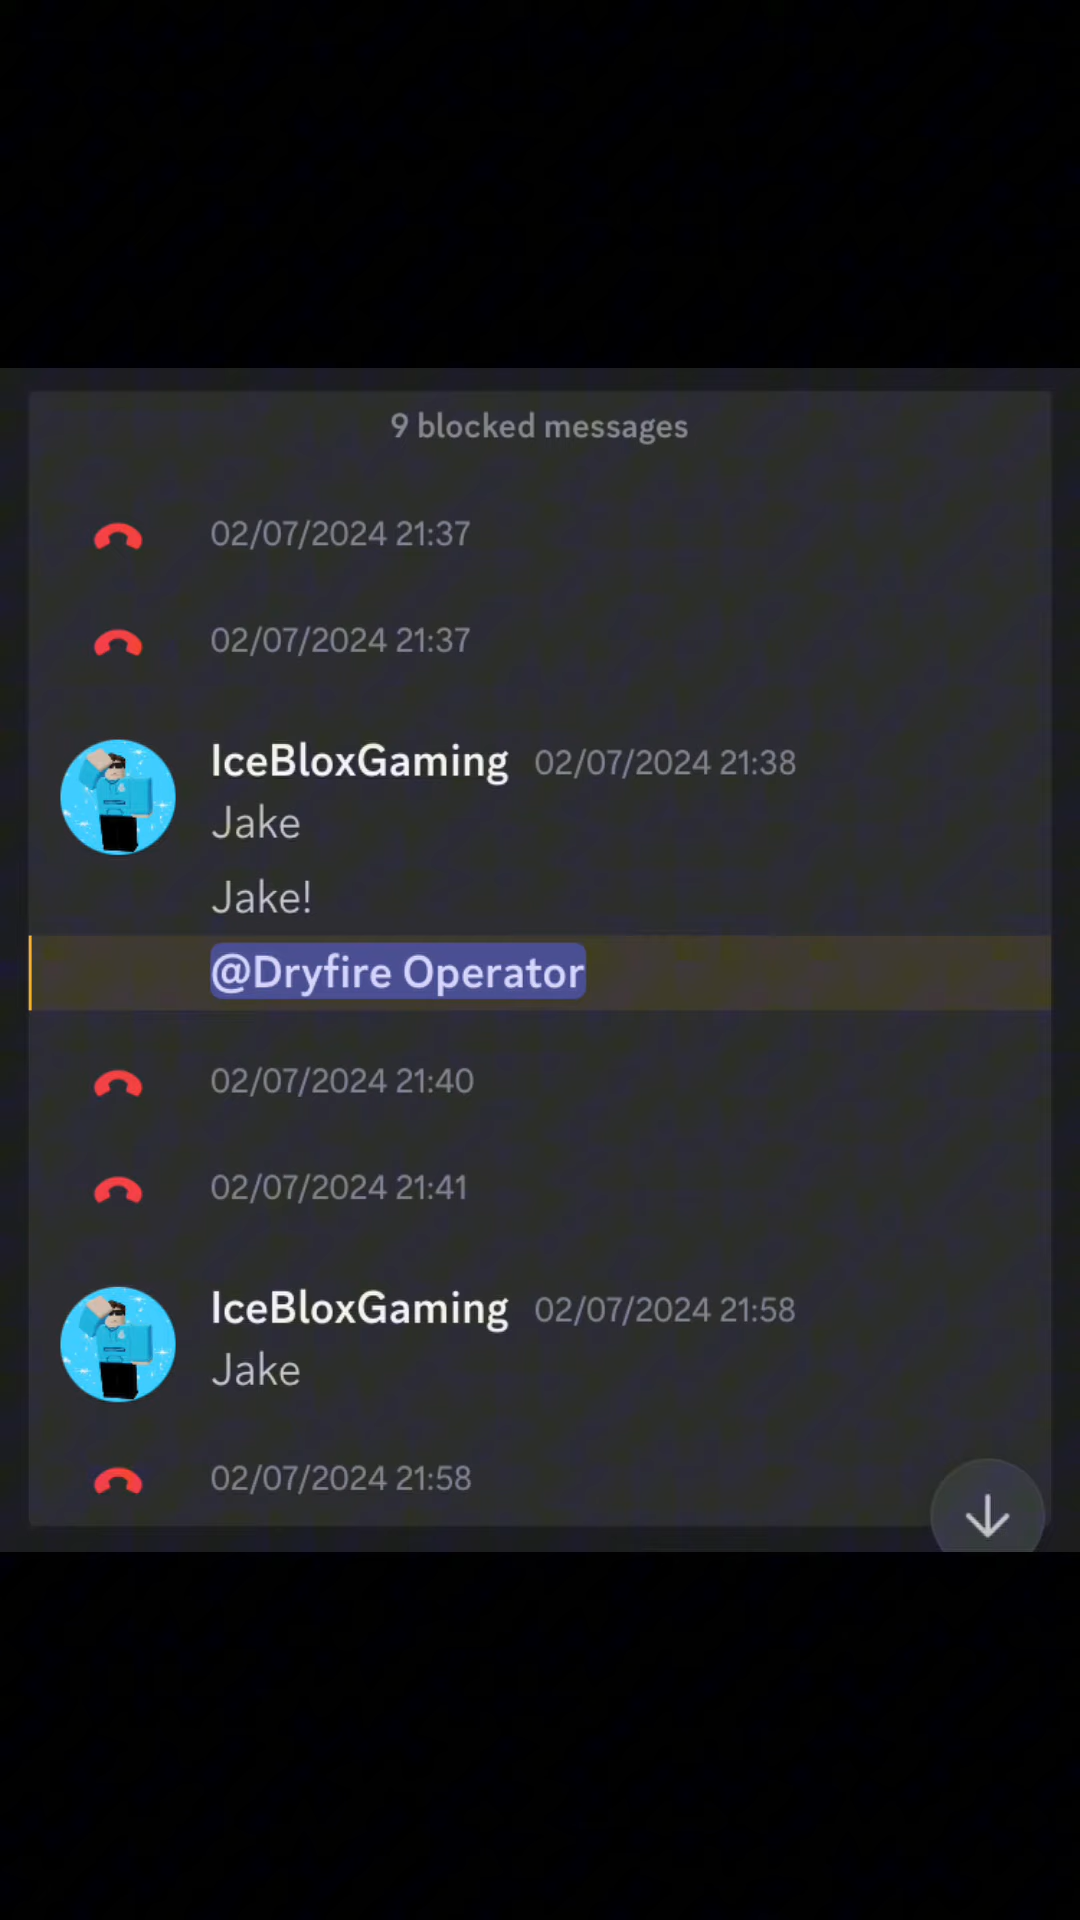 9 blocked messages
02/07/2024 21:37
02/07/2024 21:37
IceBloxGaming 02/07/2024 21:38
Jake
Jake!
@Dryfire Operator
02/07/2024 21:40
02/07/2024 21:41
IceBloxGaming 02/07/2024 21:58
Jake
02/07/2024 21:58